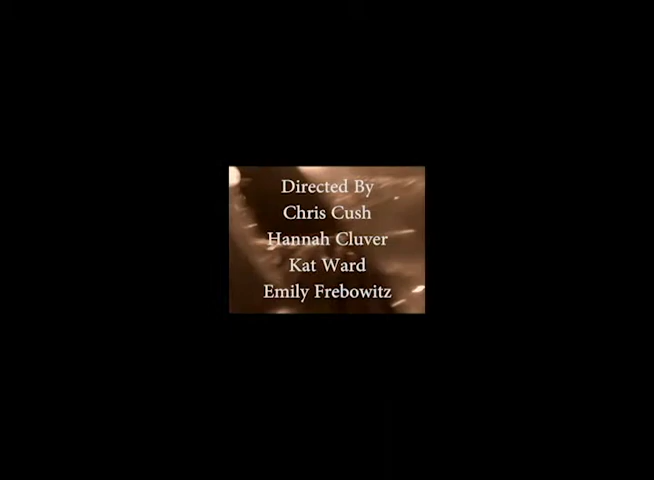 Directed By
Chris Cush
Hannah Cluver
Kat Ward
Emily Frebowitz